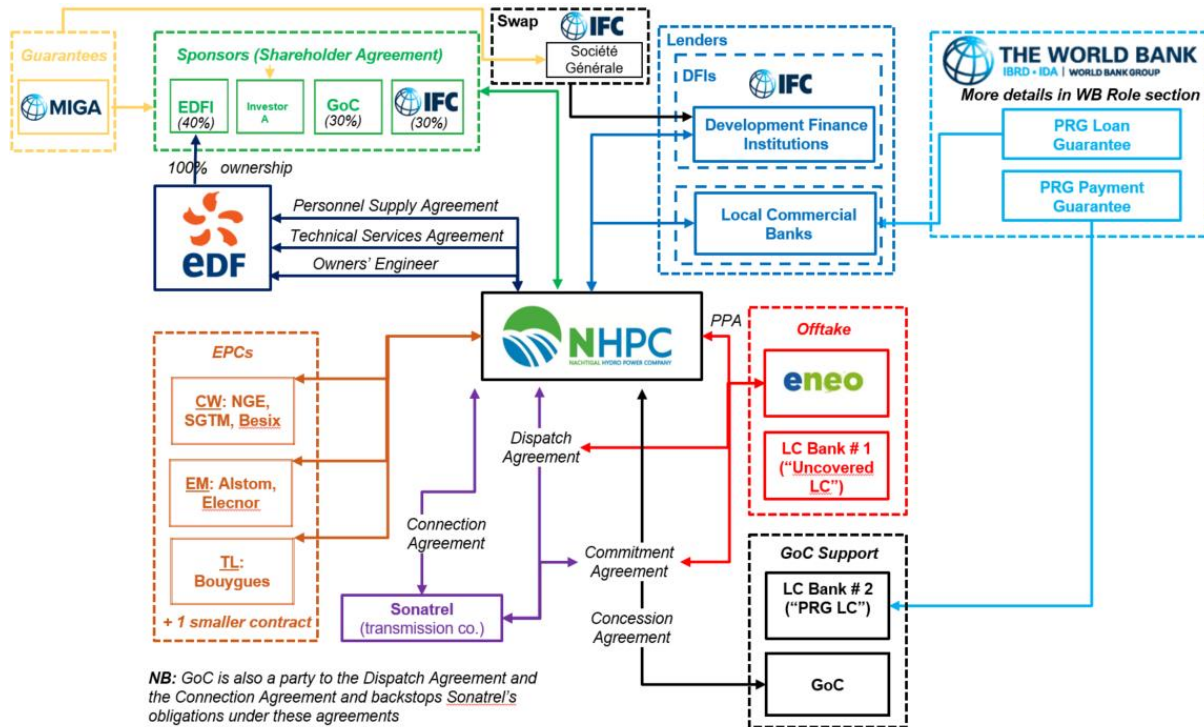 Guarantees
MIGA
Sponsors (Shareholder Agreement)
EDFI
(40%)
Investor
A
GoC
(30%)
IFC
(30%)
Swap
IFC
Société
Générale
Lenders
DFIs
IFC
Development Finance
Institutions
Local Commercial
Banks
THE WORLD BANK
IBRD • IDA | WORLD BANK GROUP
More details in WB Role section
PRG Loan
Guarantee
PRG Payment
Guarantee
100% ownership
eDF
Personnel Supply Agreement
Technical Services Agreement
Owners' Engineer
NHPC
NACHTIGAL HYDRO POWER COMPANY
PPA
Offtake
eneo
LC Bank # 1
(“Uncovered
LC”)
EPCs
CW: NGE,
SGTM, Besix
EM: Alstom,
Elecnor
TL:
Bouygues
+ 1 smaller contract
Dispatch
Agreement
Connection
Agreement
Commitment
Agreement
Concession
Agreement
Sonatrel
(transmission co.)
GoC Support
LC Bank # 2
(“PRG LC”)
GoC
NB: GoC is also a party to the Dispatch Agreement and
the Connection Agreement and backstops Sonatrel's
obligations under these agreements